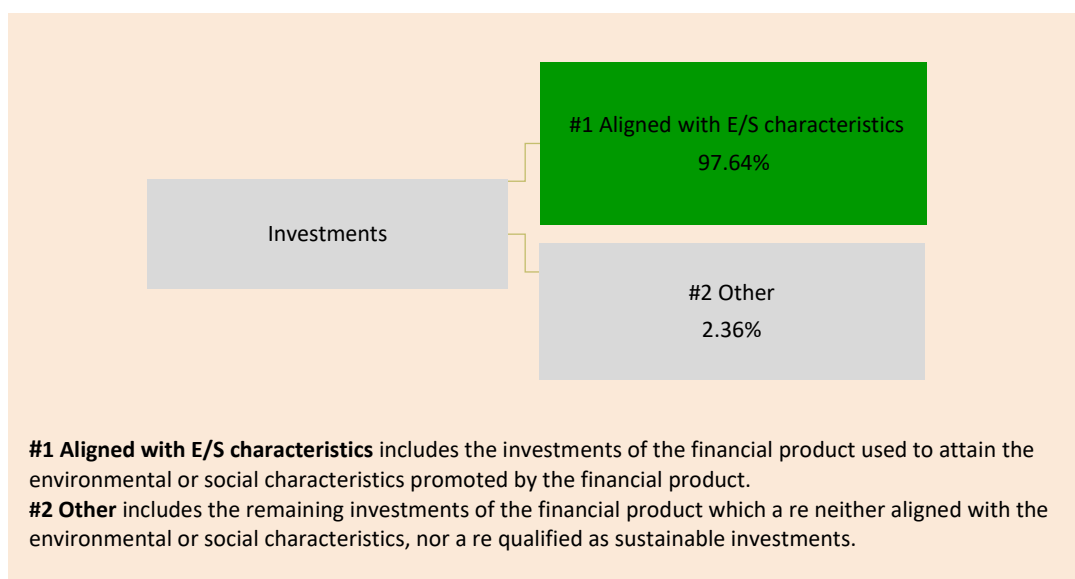 #1 Aligned with E/S characteristics
97.64%
Investments
#2 Other
2.36%
#1 Aligned with E/S characteristics includes the investments of the financial product used to attain the
environmental or social characteristics promoted by the financial product.
#2 Other includes the remaining investments of the financial product which a re neither aligned with the
environmental or social characteristics, nor a re qualified as sustainable investments.